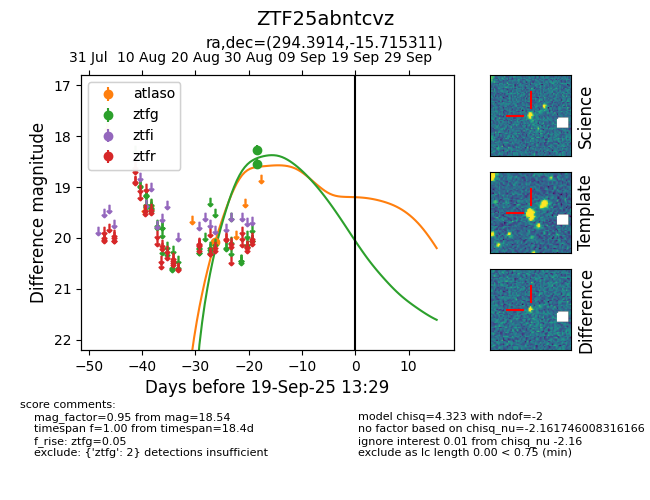 ZTF25abntcvz
ra,dec=(294.3914,-15.715311)
31 Jul 10 Aug 20 Aug 30 Aug 09 Sep 19 Sep 29 Sep
17
18
19
20
21
22
Difference magnitude
atlaso
ztfg
ztfi
ztfr
−50 −40 −30 −20 −10 0 10
Days before 19-Sep-25 13:29
Science
Template
Difference
score comments:
mag_factor=0.95 from mag=18.54
timespan f=1.00 from timespan=18.4d
f_rise: ztfg=0.05
exclude: {'ztfg': 2} detections insufficient
model chisq=4.323 with ndof=-2
no factor based on chisq_nu=-2.161746008316166
ignore interest 0.01 from chisq_nu -2.16
exclude as lc length 0.00 < 0.75 (min)